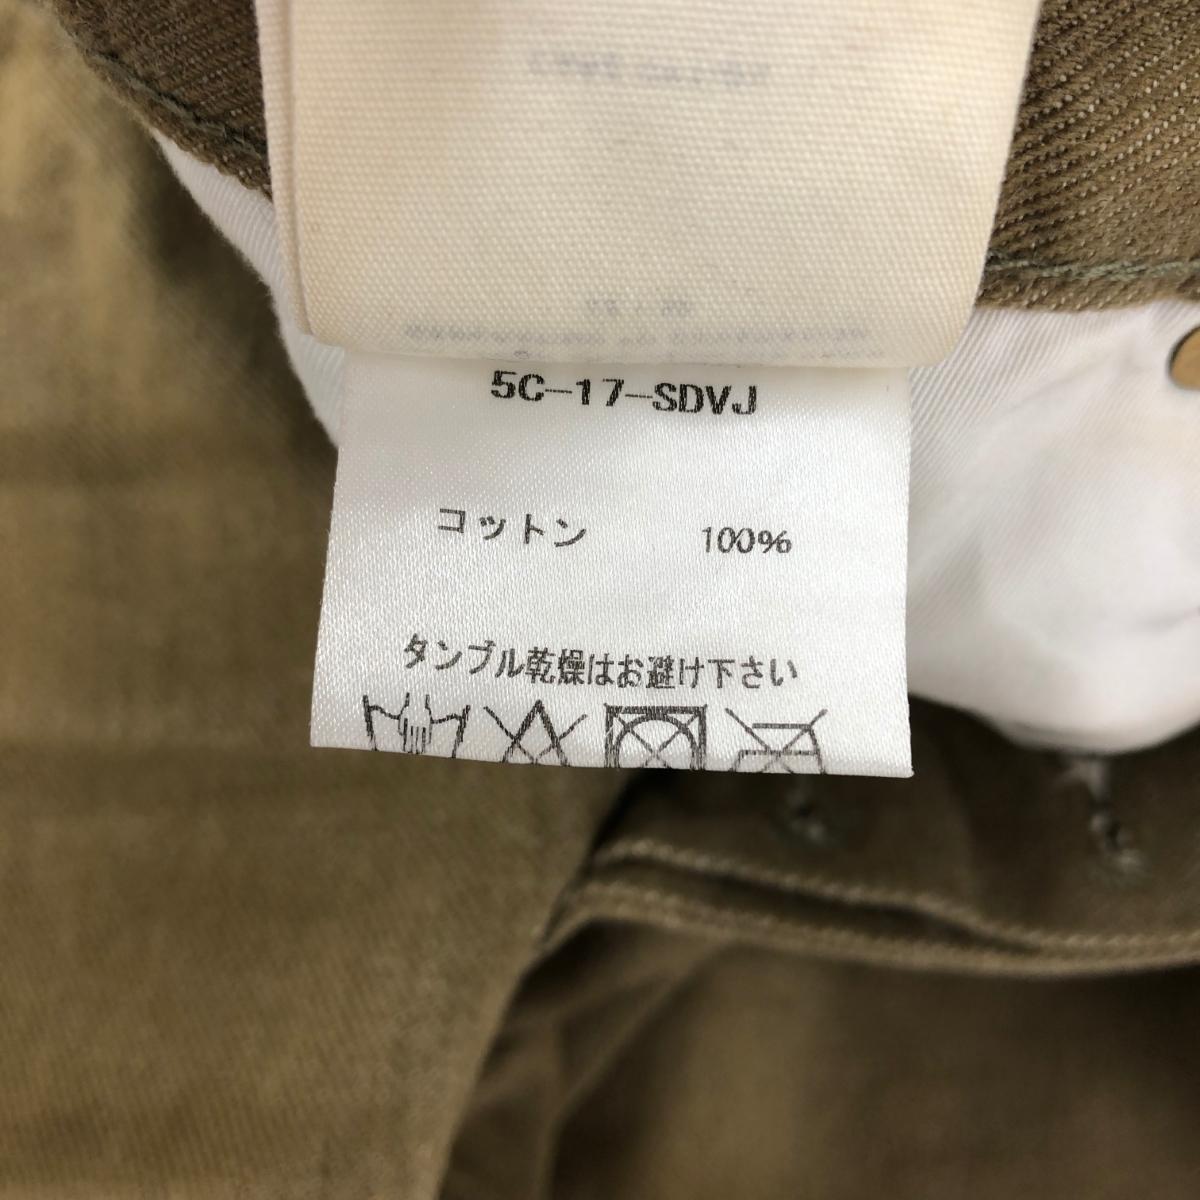 5C-17-SDVJ
コットン 100%
タンブル乾燥はお避け下さい